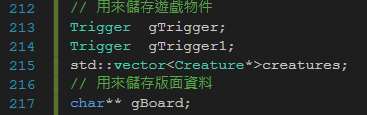 212 // 用來儲存遊戲物件
213 Trigger  gTrigger;
214 Trigger  gTrigger1;
215 std::vector<Creature*>creatures;
216 // 用來儲存版面資料
217 char** gBoard;